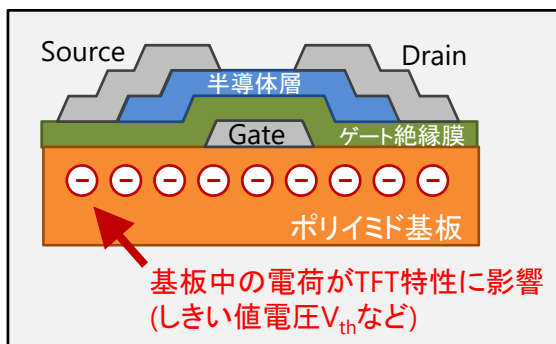 Source
Drain
半導体層
Gate
ゲート絶縁膜
− − − − − − − − −
ポリイミド基板
基板中の電荷がTFT特性に影響
(しきい値電圧Vthなど)